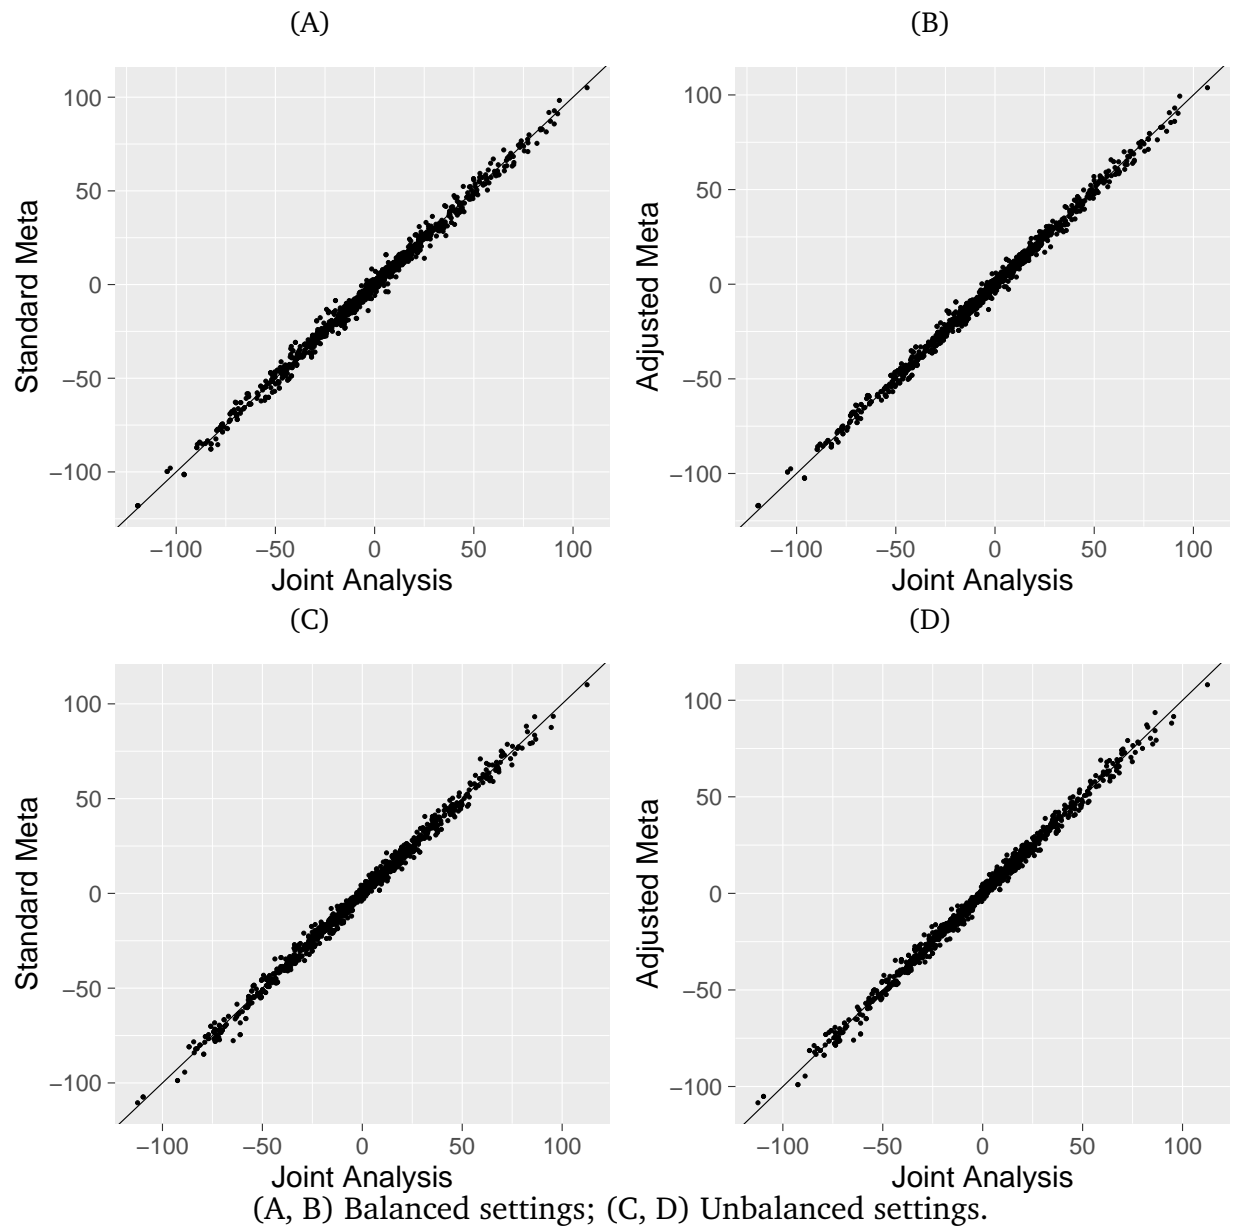 (A)
100
50
0
−50
−100
Standard Meta
−100 −50 0 50 100
Joint Analysis
(B)
100
50
0
−50
−100
Adjusted Meta
−100 −50 0 50 100
Joint Analysis
(C)
100
50
0
−50
−100
Standard Meta
−100 −50 0 50 100
Joint Analysis
(D)
100
50
0
−50
−100
Adjusted Meta
−100 −50 0 50 100
Joint Analysis
(A, B) Balanced settings; (C, D) Unbalanced settings.